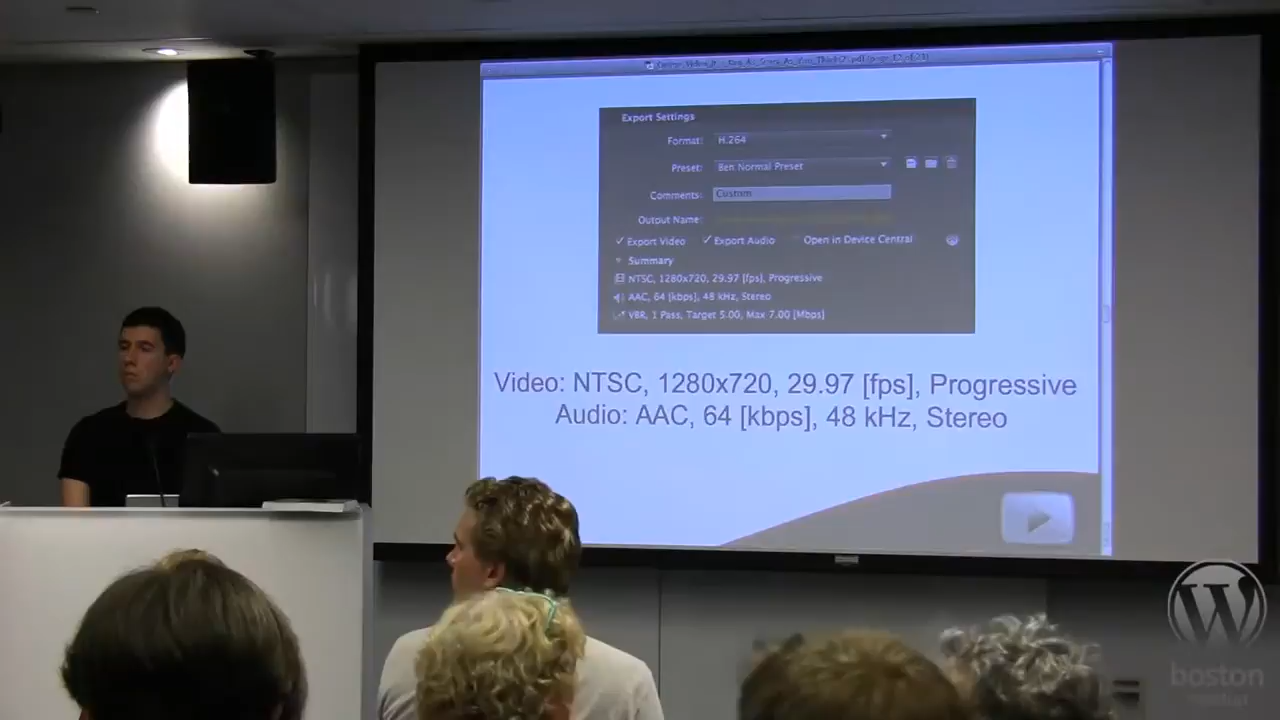 Export Settings
Format: H.264
Preset: Ben Normal Preset
Comments: Custom
Output Name:
Export Video Export Audio Open in Device Central
Summary
NTSC, 1280x720, 29.97 [fps], Progressive
AAC, 64 [kbps], 48 kHz, Stereo
VBR, 1 Pass, Target 5.00, Max 7.00 [Mbps]
Video: NTSC, 1280x720, 29.97 [fps], Progressive
Audio: AAC, 64 [kbps], 48 kHz, Stereo
W
boston